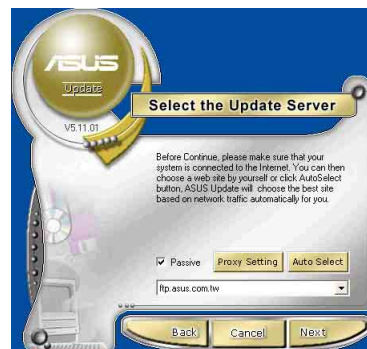 ASUS
Update
V5.11.01
Select the Update Server
Before Continue, please make sure that your
system is connected to the Internet. You can then
choose a web site by yourself or click AutoSelect
button, ASUS Update will choose the best site
based on network traffic automatically for you.
Passive
Proxy Setting
Auto Select
ftp.asus.com.tw
Back
Cancel
Next